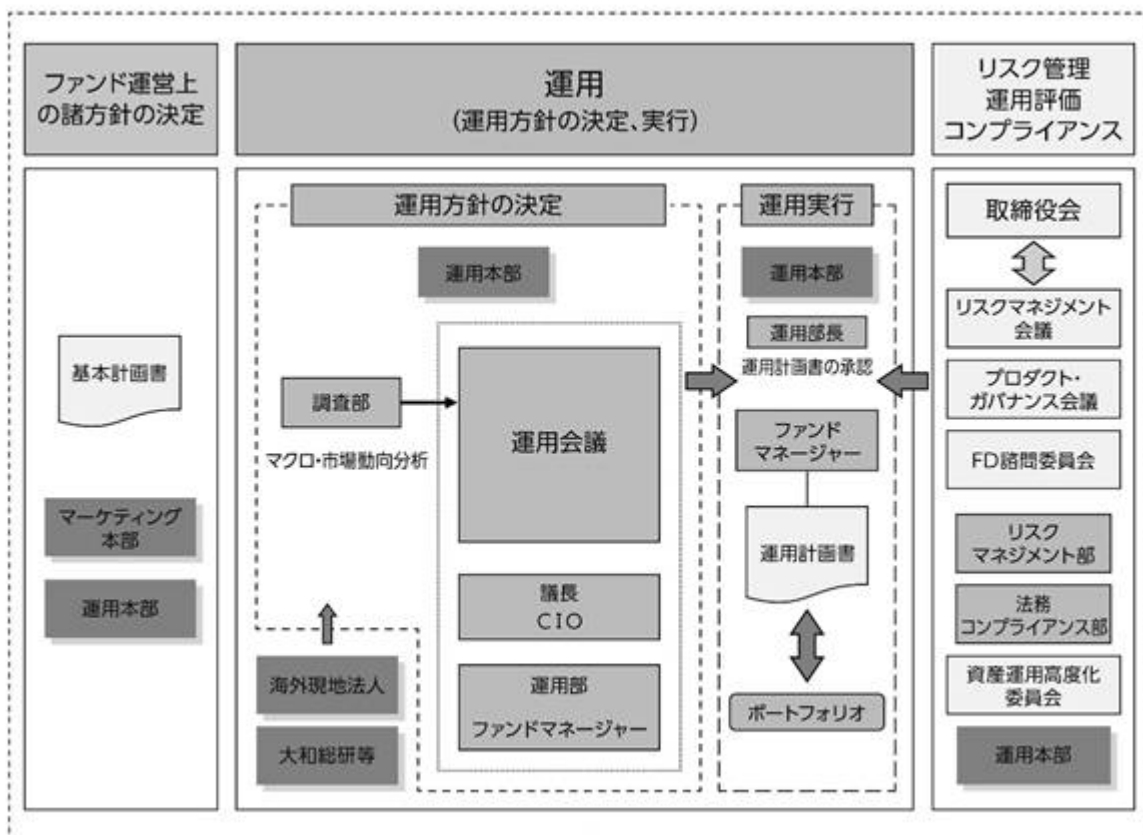 ファンド運営上
の諸方針の決定
運用
(運用方針の決定、実行)
リスク管理
運用評価
コンプライアンス
基本計画書
マーケティング
本部
運用本部
運用方針の決定
運用本部
調査部
マクロ・市場動向分析
運用会議
議長
CIO
運用部
ファンドマネージャー
海外現地法人
大和総研等
運用実行
運用本部
運用部長
運用計画書の承認
ファンド
マネージャー
運用計画書
ポートフォリオ
取締役会
リスクマネジメント
会議
プロダクト・
ガバナンス会議
FD諮問委員会
リスク
マネジメント部
法務
コンプライアンス部
資産運用高度化
委員会
運用本部